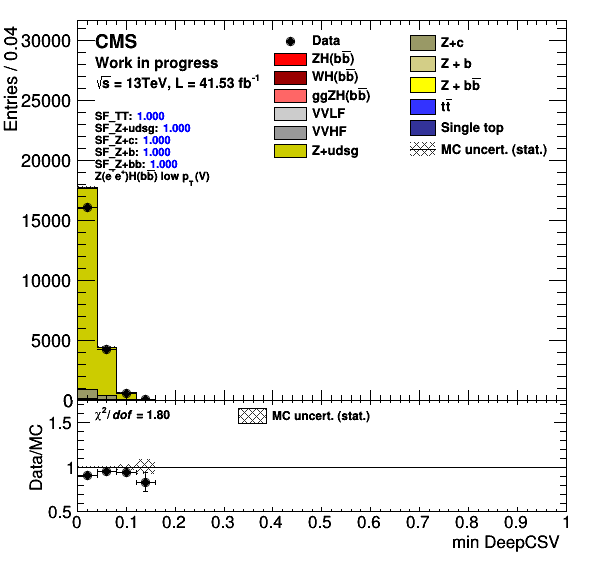 CMS
Work in progress
√s = 13TeV, L = 41.53 fb⁻¹
SF_TT: 1.000
SF_Z+udsg: 1.000
SF_Z+c: 1.000
SF_Z+b: 1.000
SF_Z+bb: 1.000
Z(e⁻e⁺)H(bb̅) low p_T(V)
Data
ZH(bb̅)
WH(bb̅)
ggZH(bb̅)
VVLF
VVHF
Z+udsg
Z+c
Z + b
Z + bb̅
tt̅
Single top
MC uncert. (stat.)
Entries / 0.04
30000
25000
20000
15000
10000
5000
0
χ²/dof = 1.80
MC uncert. (stat.)
Data/MC
1.5
1
0.5
0 0.1 0.2 0.3 0.4 0.5 0.6 0.7 0.8 0.9 1
min DeepCSV